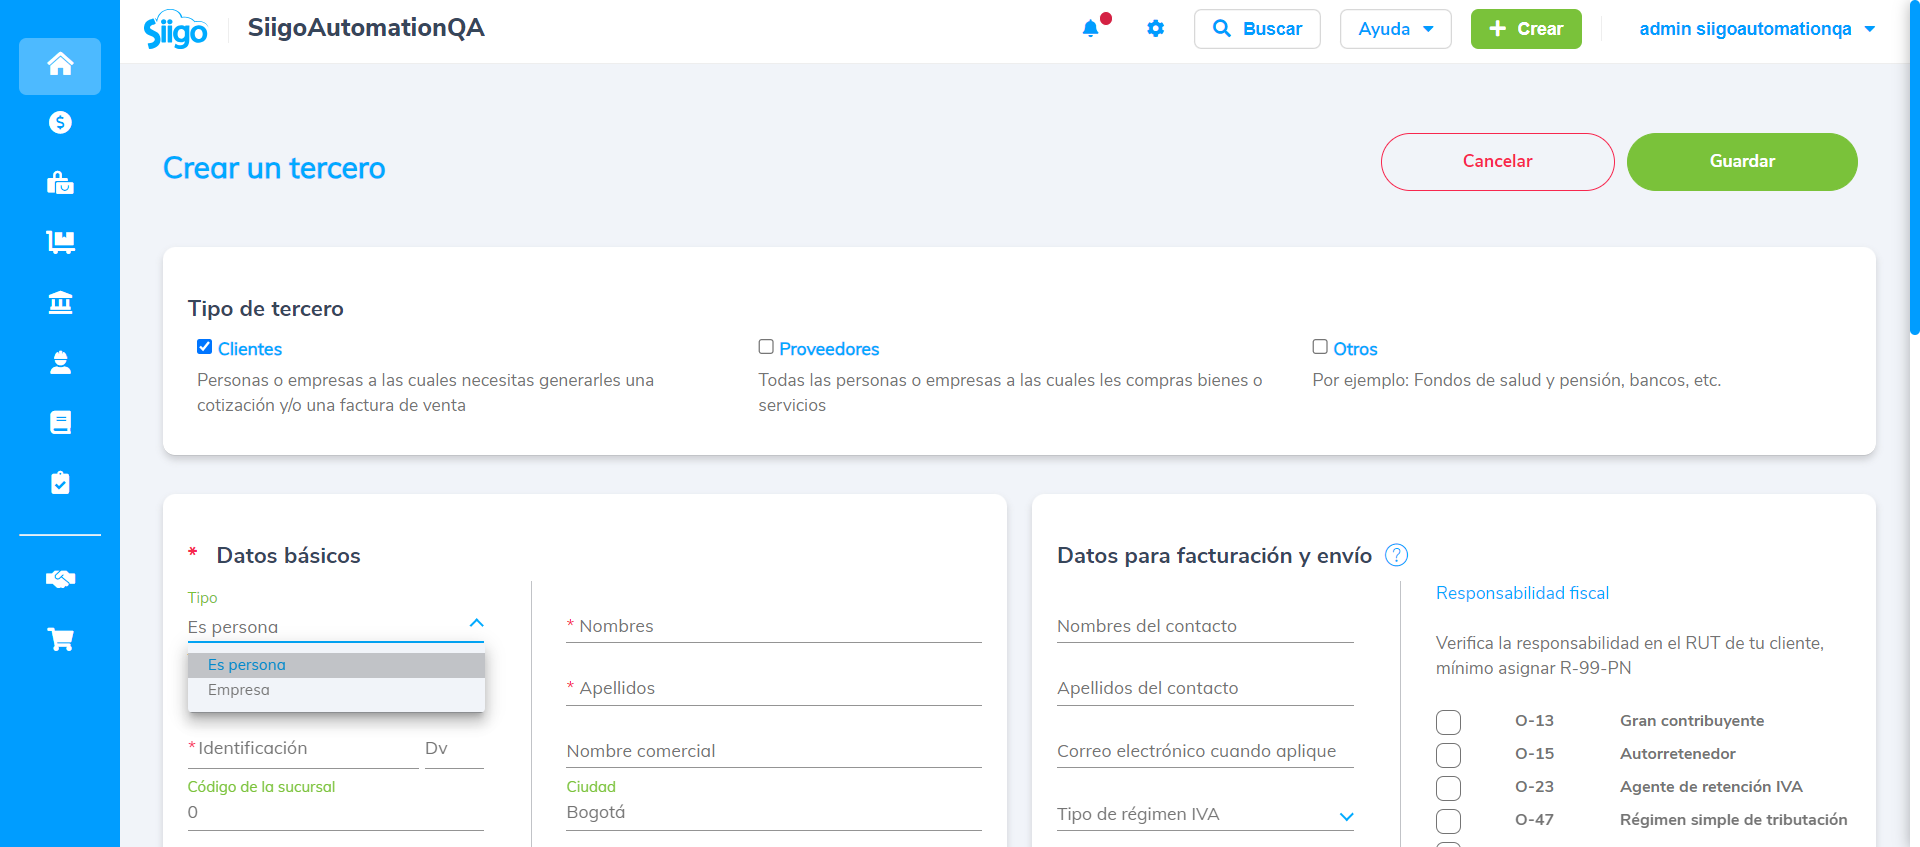 Siigo
SiigoAutomationQA
Buscar
Ayuda
Crear
admin siigoautomationqa
Crear un tercero
Cancelar
Guardar
Tipo de tercero
Clientes
Personas o empresas a las cuales necesitas generarles una
cotización y/o una factura de venta
Proveedores
Todas las personas o empresas a las cuales les compras bienes o
servicios
Otros
Por ejemplo: Fondos de salud y pensión, bancos, etc.
* Datos básicos
Tipo
Es persona
Es persona
Empresa
*Identificación
Dv
Código de la sucursal
0
* Nombres
* Apellidos
Nombre comercial
Ciudad
Bogotá
Datos para facturación y envío ?
Nombres del contacto
Apellidos del contacto
Correo electrónico cuando aplique
Tipo de régimen IVA
Responsabilidad fiscal
Verifica la responsabilidad en el RUT de tu cliente,
mínimo asignar R-99-PN
O-13 Gran contribuyente
O-15 Autorretenedor
O-23 Agente de retención IVA
O-47 Régimen simple de tributación